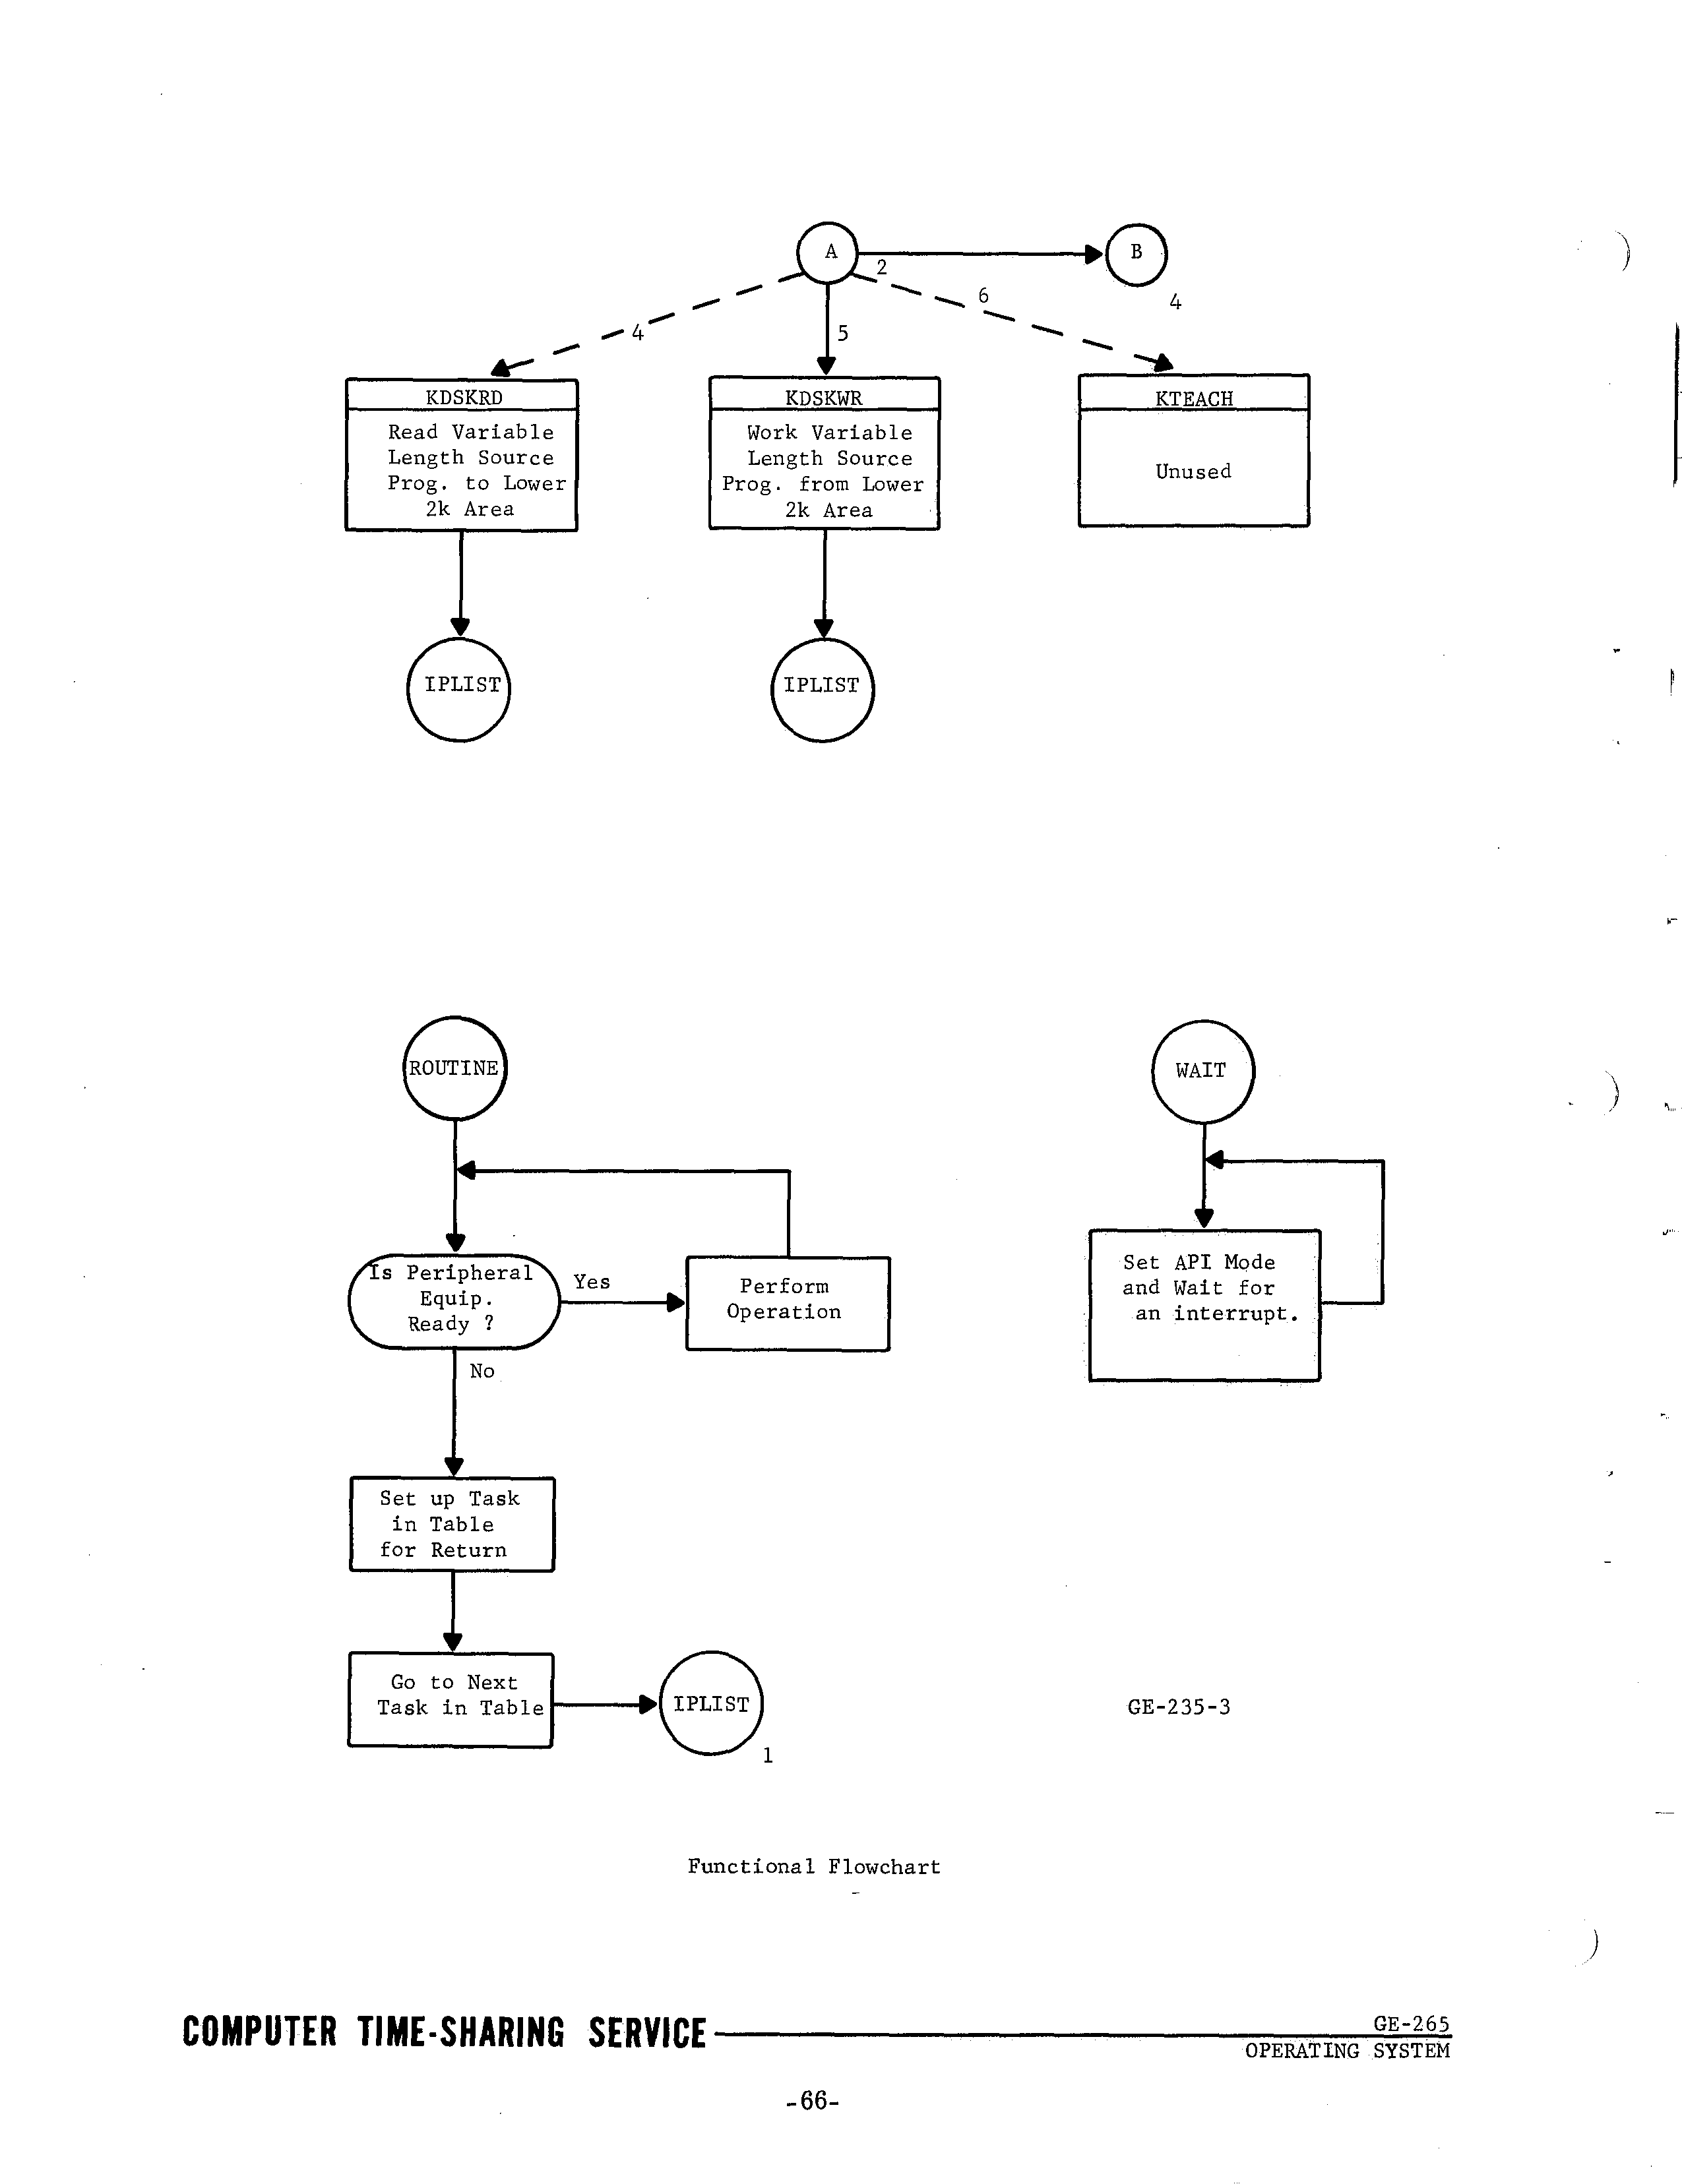 A
B
2
6
4
4
5
KDSKRD
Read Variable
Length Source
Prog. to Lower
2k Area
KDSKWR
Work Variable
Length Source
Prog. from Lower
2k Area
KTEACH
Unused
IPLIST
IPLIST
ROUTINE
Is Peripheral
Equip.
Ready ?
Yes
Perform
Operation
No
Set up Task
in Table
for Return
Go to Next
Task in Table
IPLIST
1
WAIT
Set API Mode
and Wait for
an interrupt.
GE-235-3
Functional Flowchart
COMPUTER TIME-SHARING SERVICE
GE-265
OPERATING SYSTEM
-66-